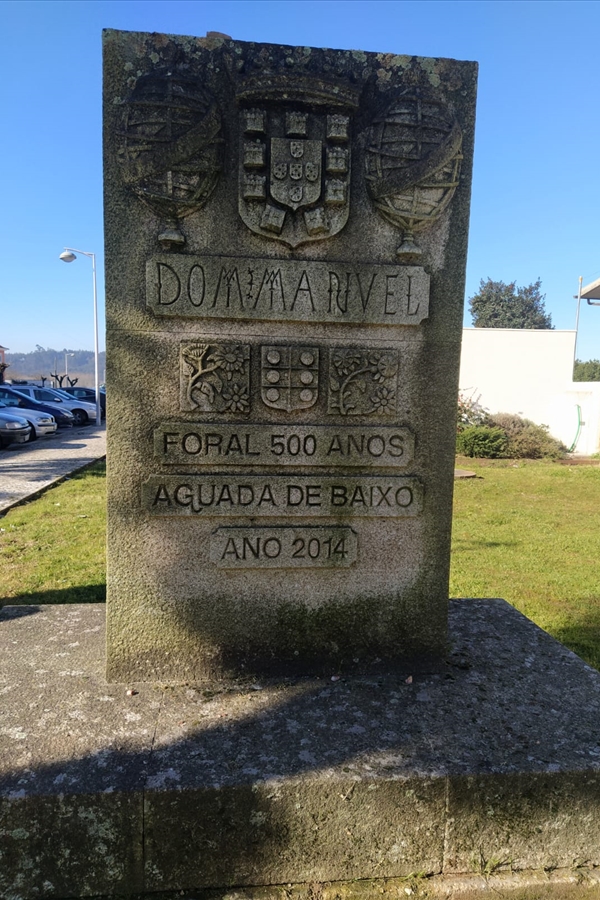 DOM MANVEL
FORAL 500 ANOS
AGUADA DE BAIXO
ANO 2014